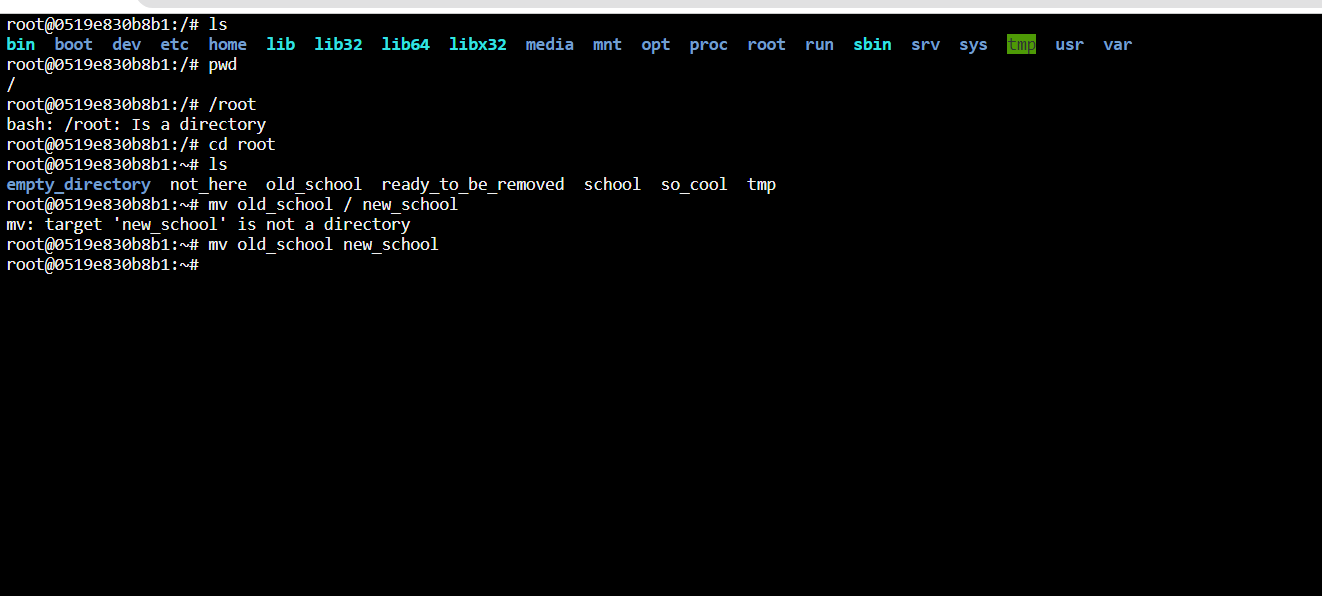 root@0519e830b8b1:/# ls
bin  boot  dev  etc  home  lib  lib32  lib64  libx32  media  mnt  opt  proc  root  run  sbin  srv  sys  tmp  usr  var
root@0519e830b8b1:/# pwd
/
root@0519e830b8b1:/# /root
bash: /root: Is a directory
root@0519e830b8b1:/# cd root
root@0519e830b8b1:~# ls
empty_directory  not_here  old_school  ready_to_be_removed  school  so_cool  tmp
root@0519e830b8b1:~# mv old_school / new_school
mv: target 'new_school' is not a directory
root@0519e830b8b1:~# mv old_school new_school
root@0519e830b8b1:~#